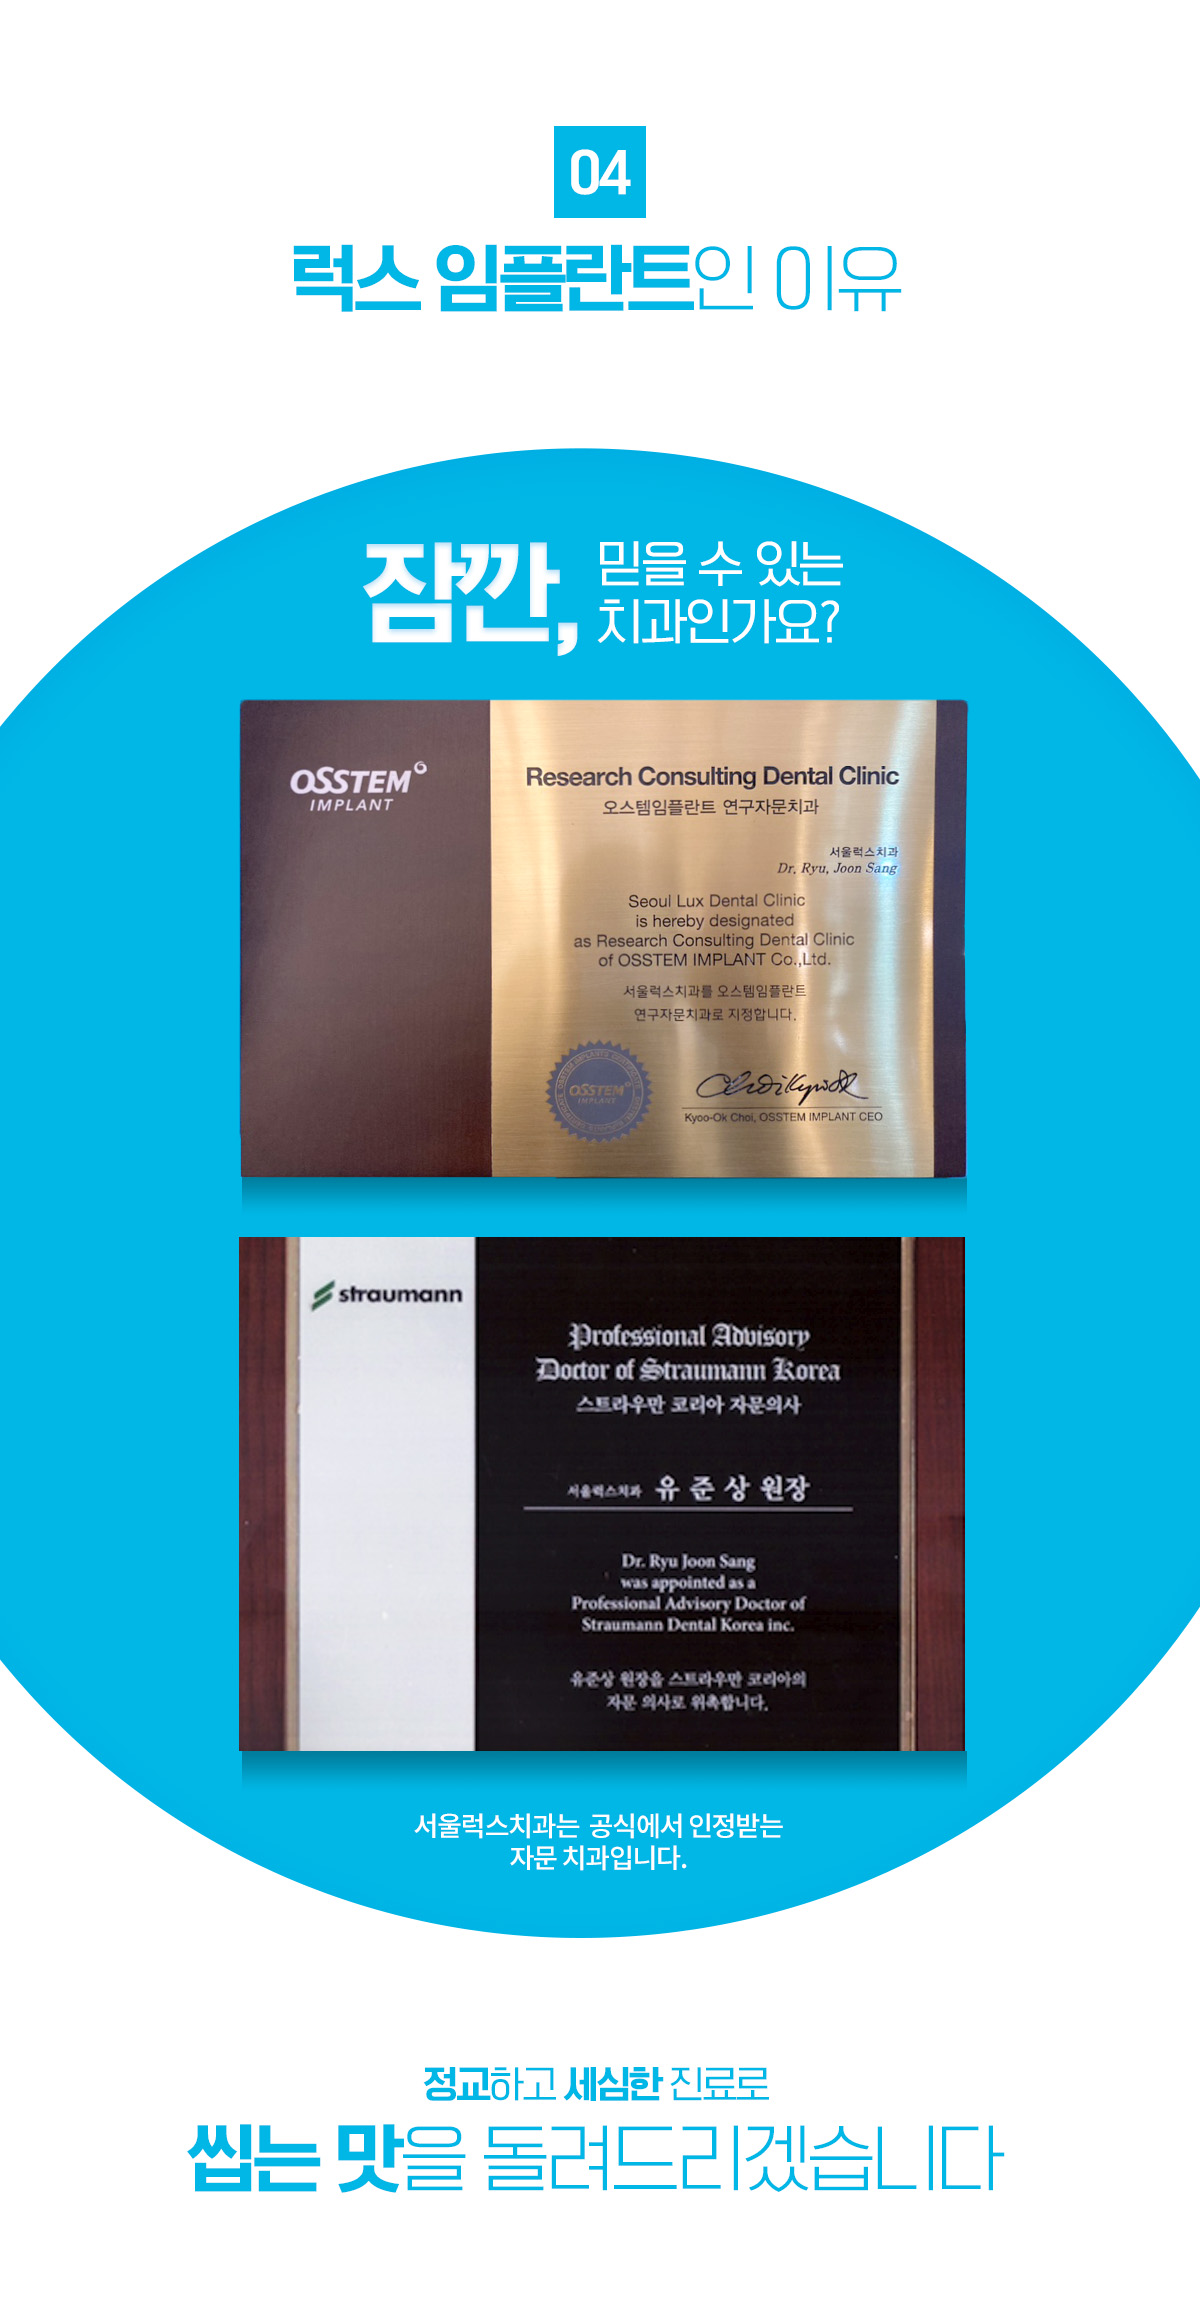 04
럭스 임플란트인 이유
잠깐, 믿을 수 있는
치과인가요?
OSSTEM
IMPLANT
Research Consulting Dental Clinic
오스템임플란트 연구자문치과
서울럭스치과
Dr, Ryu, Joon Sang
Seoul Lux Dental Clinic
is hereby designated
as Research Consulting Dental Clinic
of OSSTEM IMPLANT Co.,Ltd.
서울럭스치과를 오스템임플란트
연구자문치과로 지정합니다.
OSSTEM
IMPLANT
Kyoo-Ok Choi, OSSTEM IMPLANT CEO
straumann
Professional Advisory
Doctor of Straumann Korea
스트라우만 코리아 자문의사
서울럭스치과 유 준 상 원장
Dr. Ryu Joon Sang
was appointed as a
Professional Advisory Doctor of
Straumann Dental Korea inc.
유준상 원장을 스트라우만 코리아의
자문 의사로 위촉합니다.
서울럭스치과는 공식에서 인정받는
자문 치과입니다.
정교하고 세심한 진료로
씹는 맛을 돌려드리겠습니다